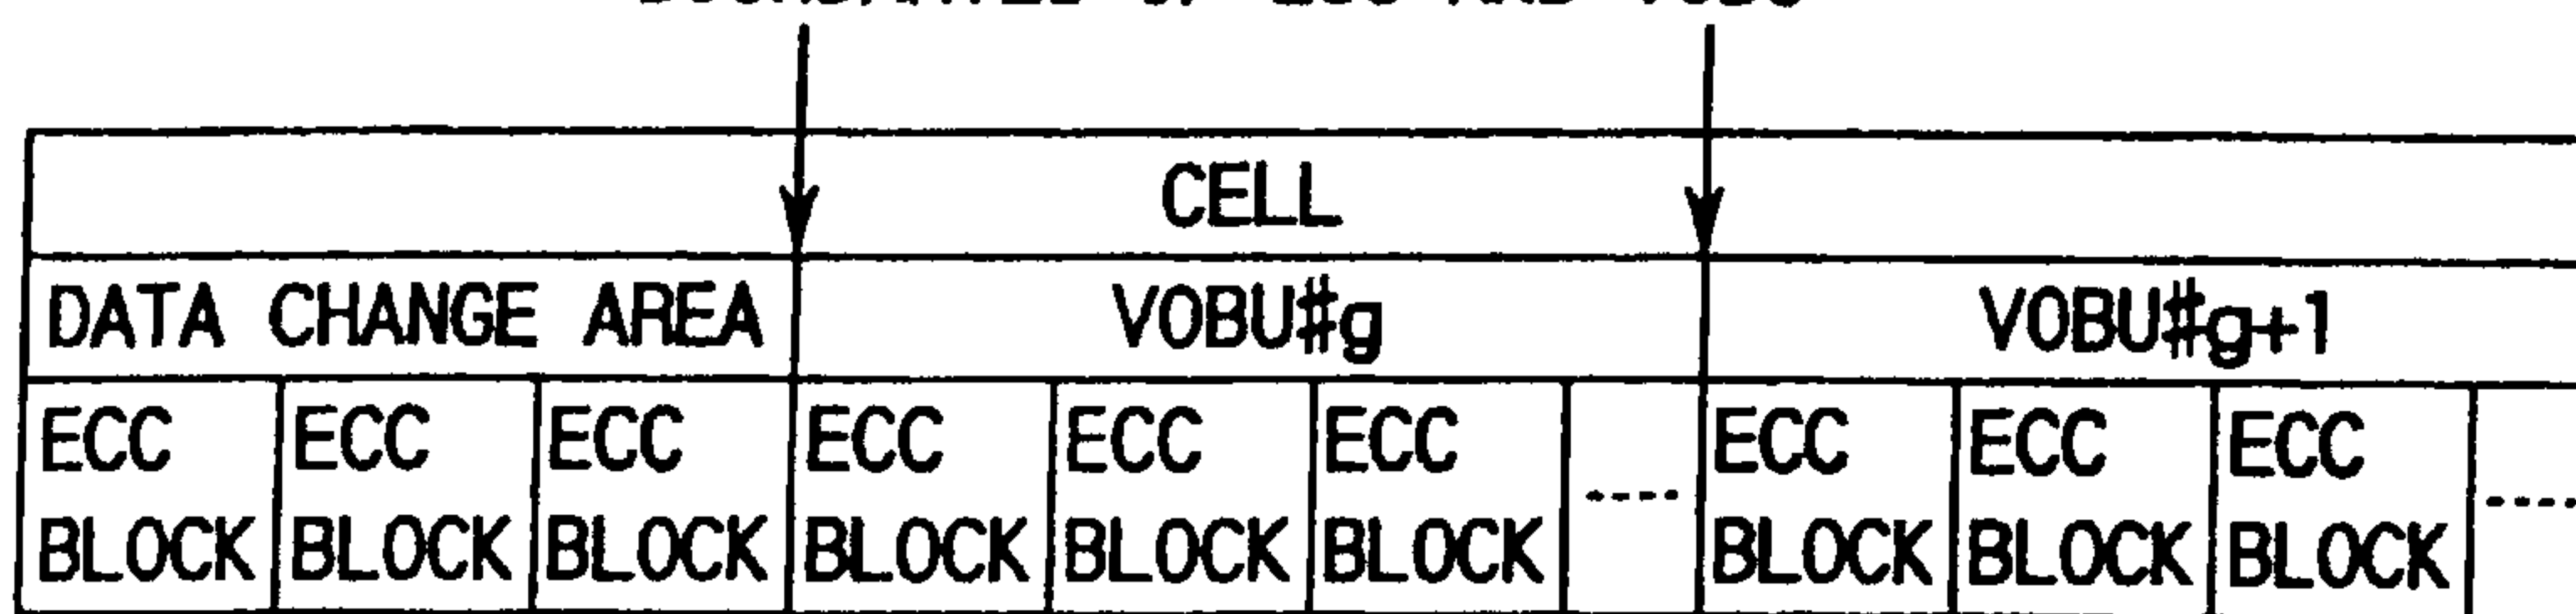 CELL
DATA CHANGE AREA VOBU#g VOBU#g+1
ECC ECC ECC ECC ECC ECC ECC ECC ECC
BLOCK BLOCK BLOCK BLOCK BLOCK BLOCK ---- BLOCK BLOCK BLOCK ----